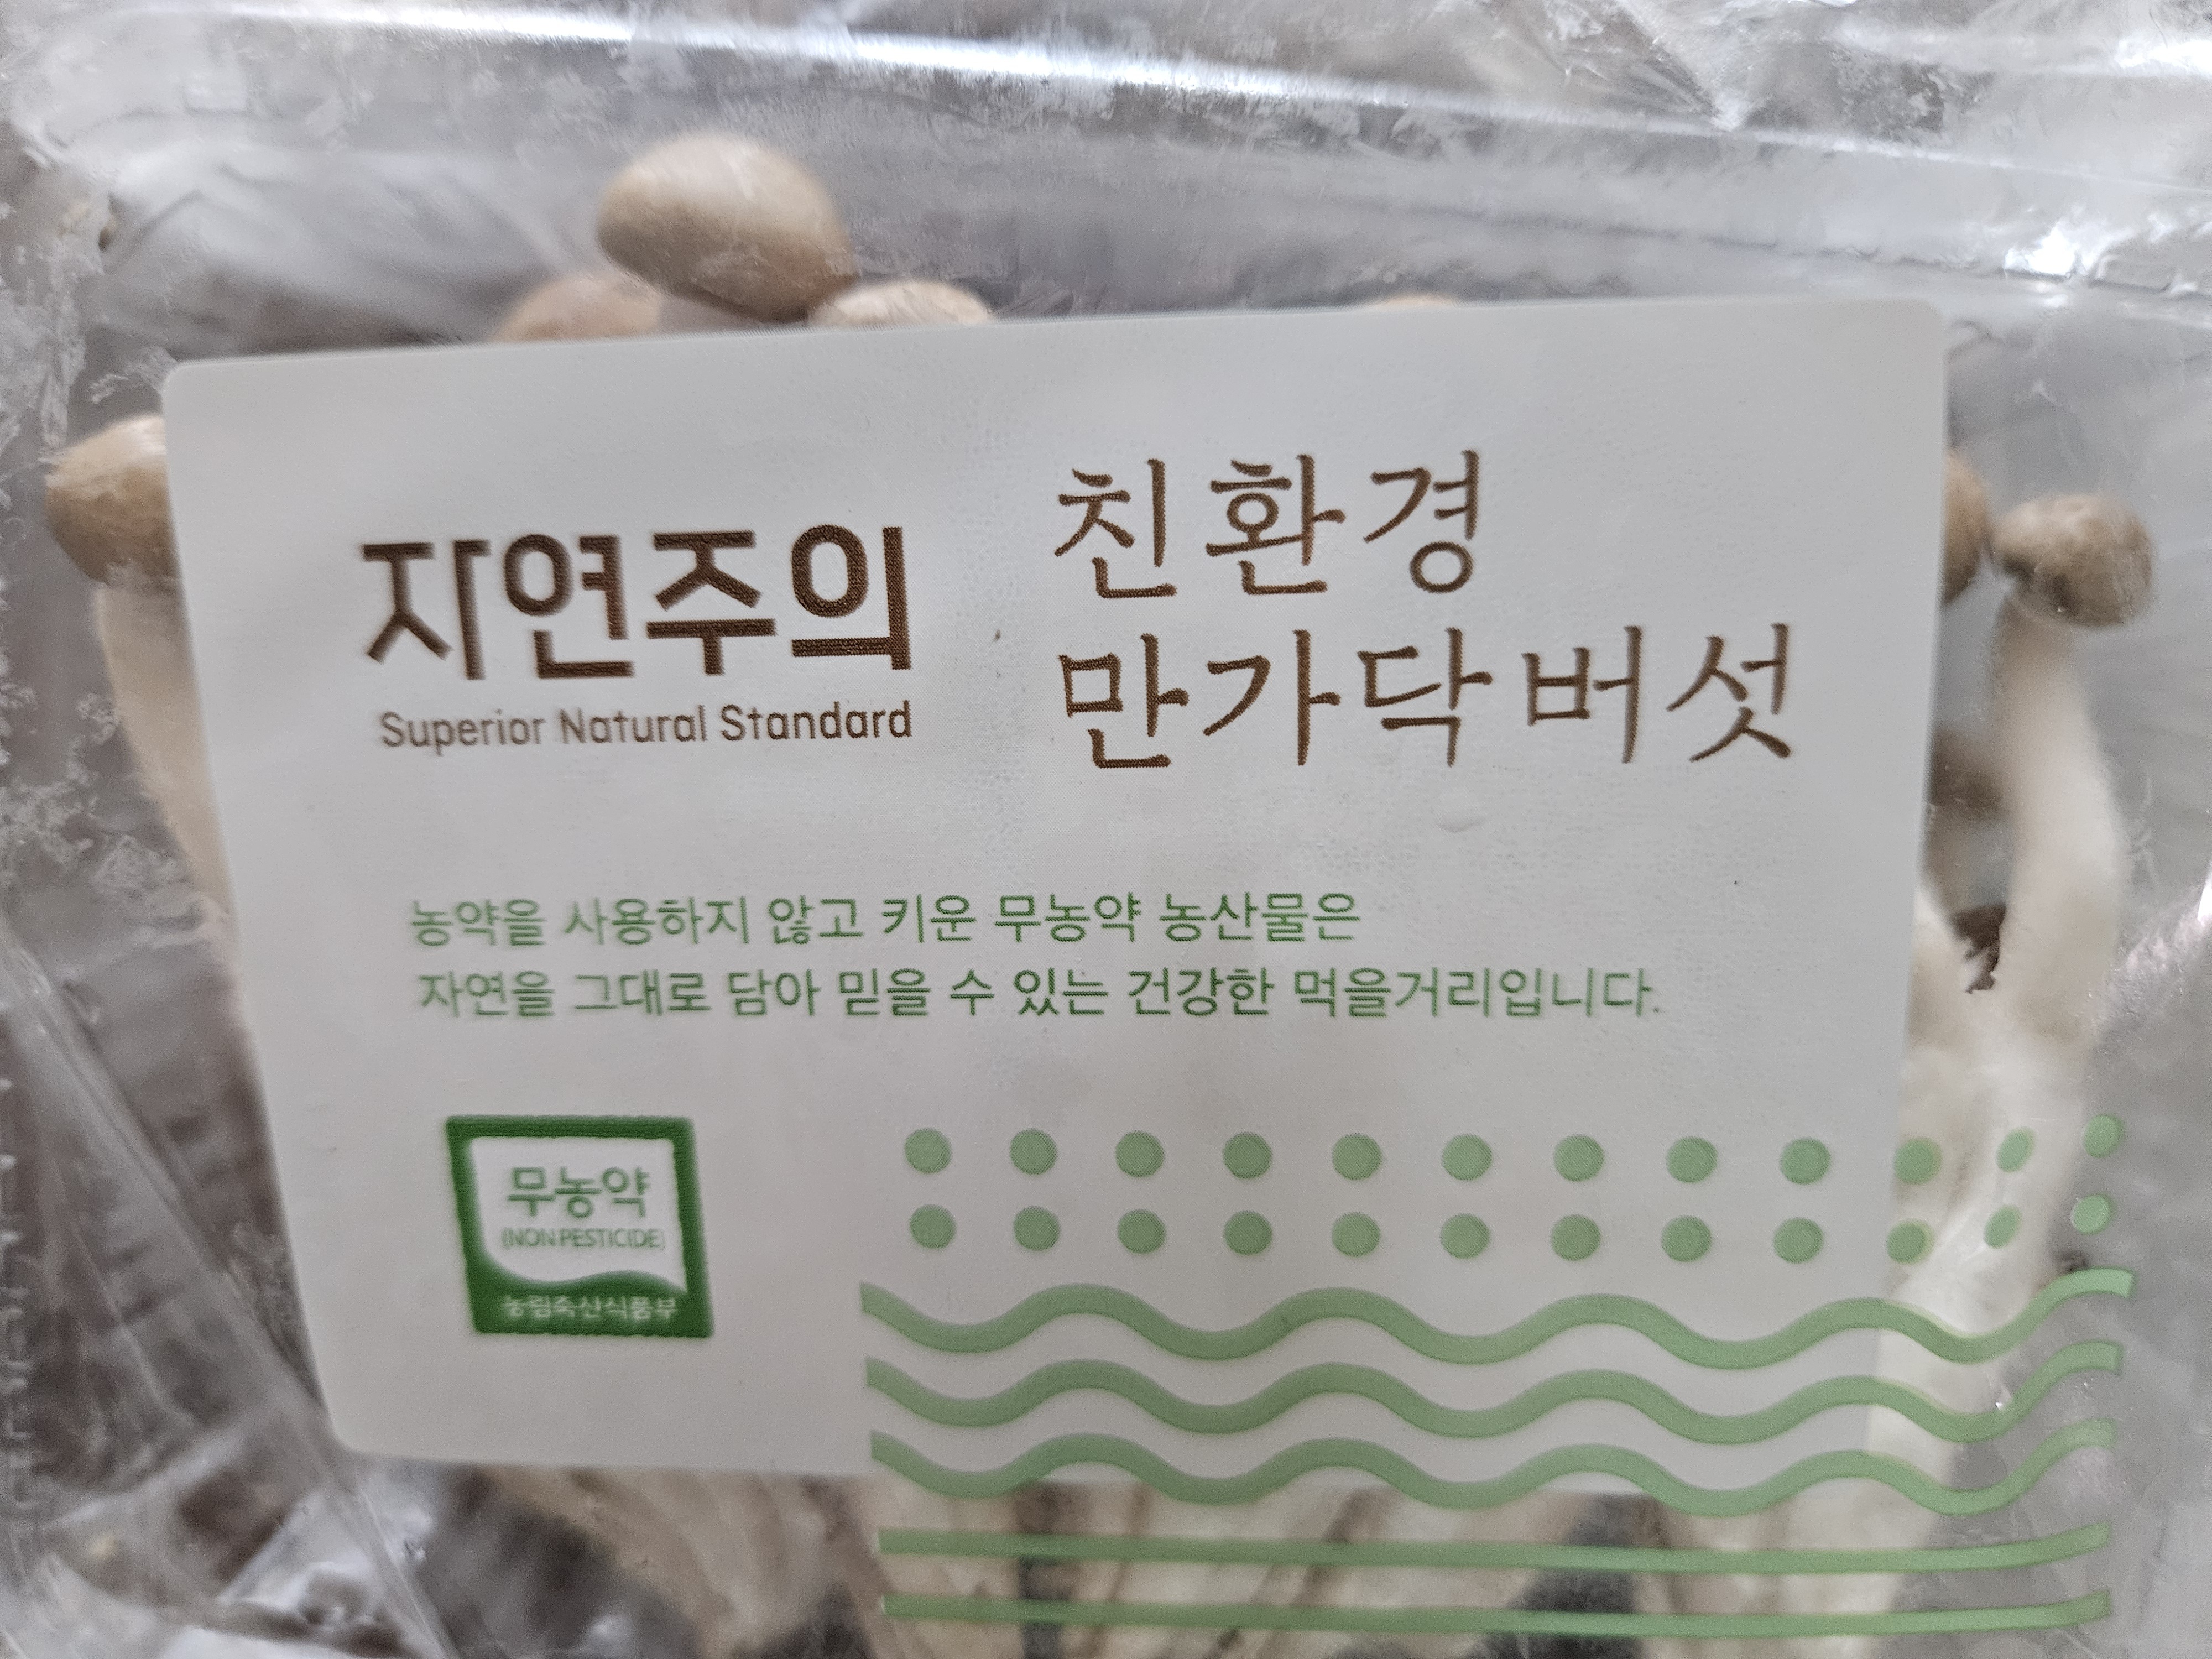 자연주의
Superior Natural Standard
친환경
만가닥버섯
농약을 사용하지 않고 키운 무농약 농산물은
자연을 그대로 담아 믿을 수 있는 건강한 먹을거리입니다.
무농약
(NON PESTICIDE)
농림축산식품부